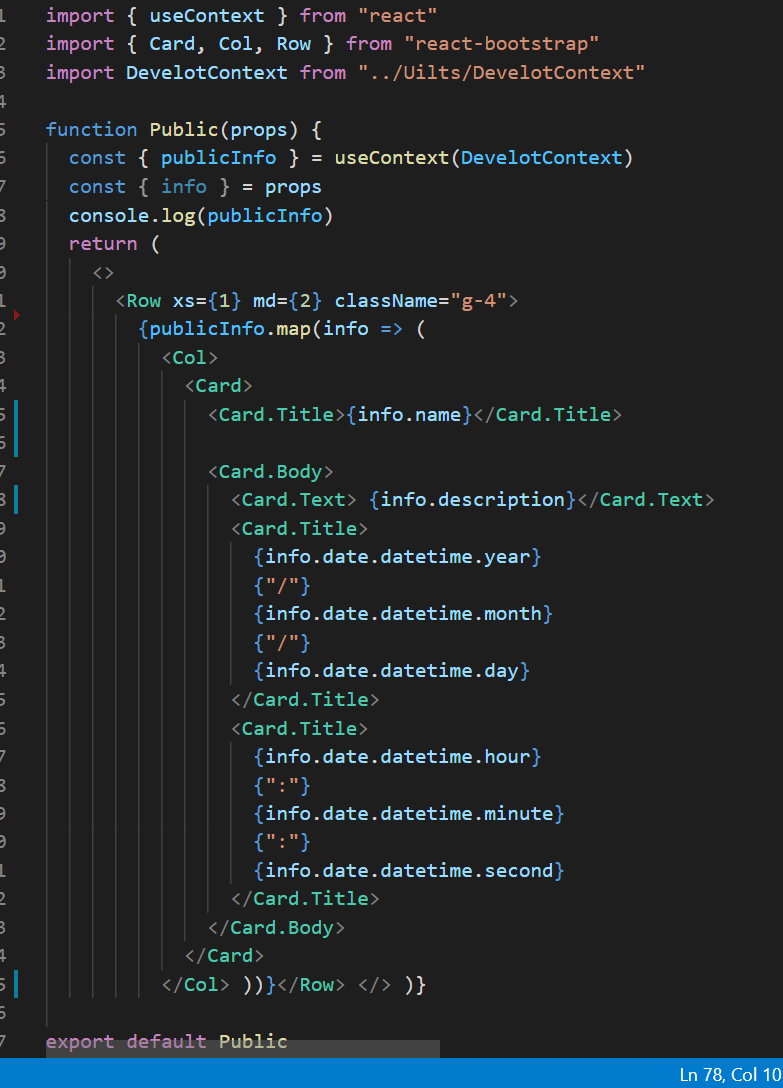 1 import { useContext } from "react"
2 import { Card, Col, Row } from "react-bootstrap"
3 import DevelotContext from "../Uilts/DevelotContext"
4
5 function Public(props) {
6 const { publicInfo } = useContext(DevelotContext)
7 const { info } = props
8 console.log(publicInfo)
9 return (
0 <>
1 <Row xs={1} md={2} className="g-4">
2 {publicInfo.map(info => (
3 <Col>
4 <Card>
5 <Card.Title>{info.name}</Card.Title>
6
7 <Card.Body>
8 <Card.Text> {info.description}</Card.Text>
9 <Card.Title>
0 {info.date.datetime.year}
1 {"/"}
2 {info.date.datetime.month}
3 {"/"}
4 {info.date.datetime.day}
5 </Card.Title>
6 <Card.Title>
7 {info.date.datetime.hour}
8 {":"}
9 {info.date.datetime.minute}
0 {":"}
1 {info.date.datetime.second}
2 </Card.Title>
3 </Card.Body>
4 </Card>
5 </Col> ))}</Row> </> )}
6
7 export default Public
Ln 78, Col 10